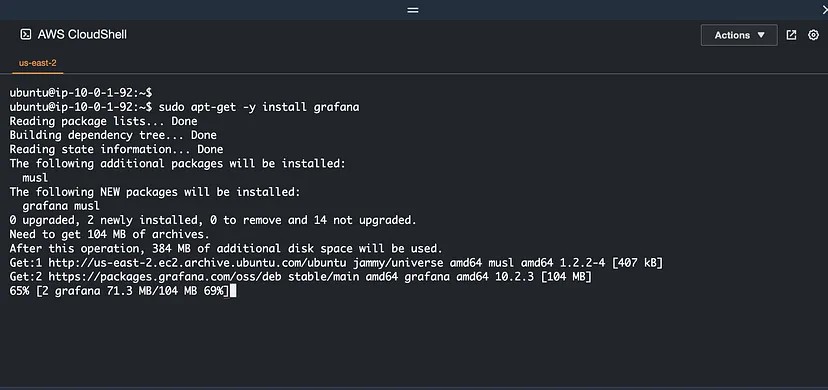 AWS CloudShell
Actions
us-east-2
ubuntu@ip-10-0-1-92:~$
ubuntu@ip-10-0-1-92:~$ sudo apt-get -y install grafana
Reading package lists... Done
Building dependency tree... Done
Reading state information... Done
The following additional packages will be installed:
  musl
The following NEW packages will be installed:
  grafana musl
0 upgraded, 2 newly installed, 0 to remove and 14 not upgraded.
Need to get 104 MB of archives.
After this operation, 384 MB of additional disk space will be used.
Get:1 http://us-east-2.ec2.archive.ubuntu.com/ubuntu jammy/universe amd64 musl amd64 1.2.2-4 [407 kB]
Get:2 https://packages.grafana.com/oss/deb stable/main amd64 grafana amd64 10.2.3 [104 MB]
65% [2 grafana 71.3 MB/104 MB 69%]